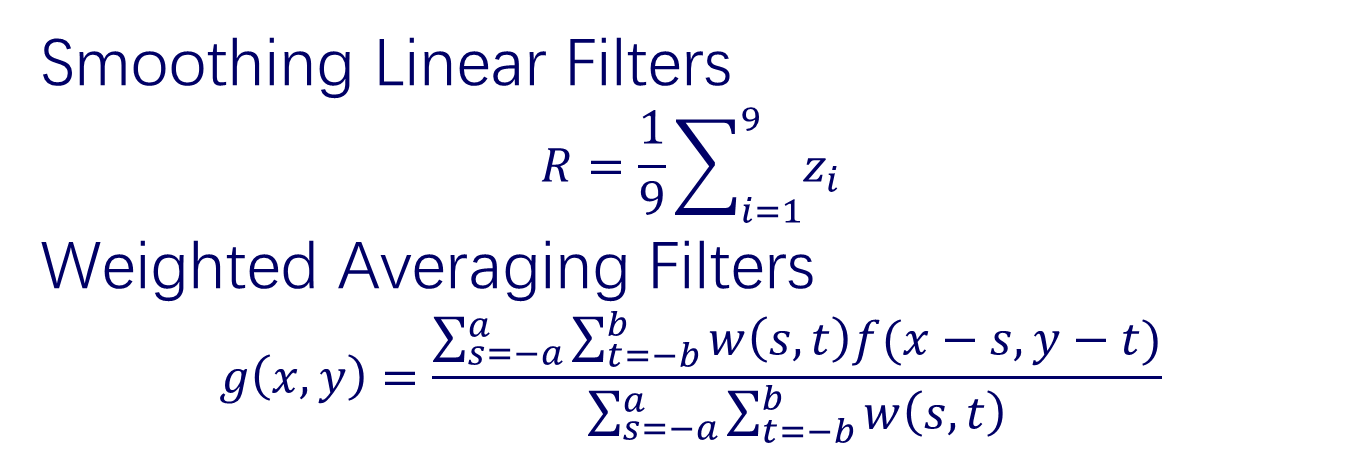 Smoothing Linear Filters
R = \frac{1}{9} \sum_{i=1}^{9} z_i
Weighted Averaging Filters
g(x, y) = \frac{\sum_{s=-a}^{a} \sum_{t=-b}^{b} w(s, t) f(x - s, y - t)}{\sum_{s=-a}^{a} \sum_{t=-b}^{b} w(s, t)}